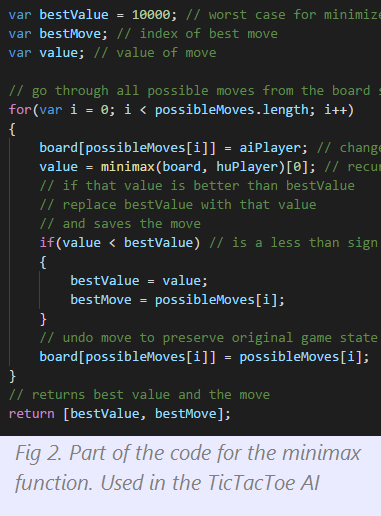 var bestValue = 10000; // worst case for minimize
var bestMove; // index of best move
var value; // value of move
// go through all possible moves from the board s
for(var i = 0; i < possibleMoves.length; i++)
{
board[possibleMoves[i]] = aiPlayer; // change
value = minimax(board, huPlayer)[0]; // recu
// if that value is better than bestValue
// replace bestValue with that value
// and saves the move
if(value < bestValue) // is a less than sign
{
bestValue = value;
bestMove = possibleMoves[i];
}
// undo move to preserve original game state
board[possibleMoves[i]] = possibleMoves[i];
}
// returns best value and the move
return [bestValue, bestMove];
Fig 2. Part of the code for the minimax
function. Used in the TicTacToe AI